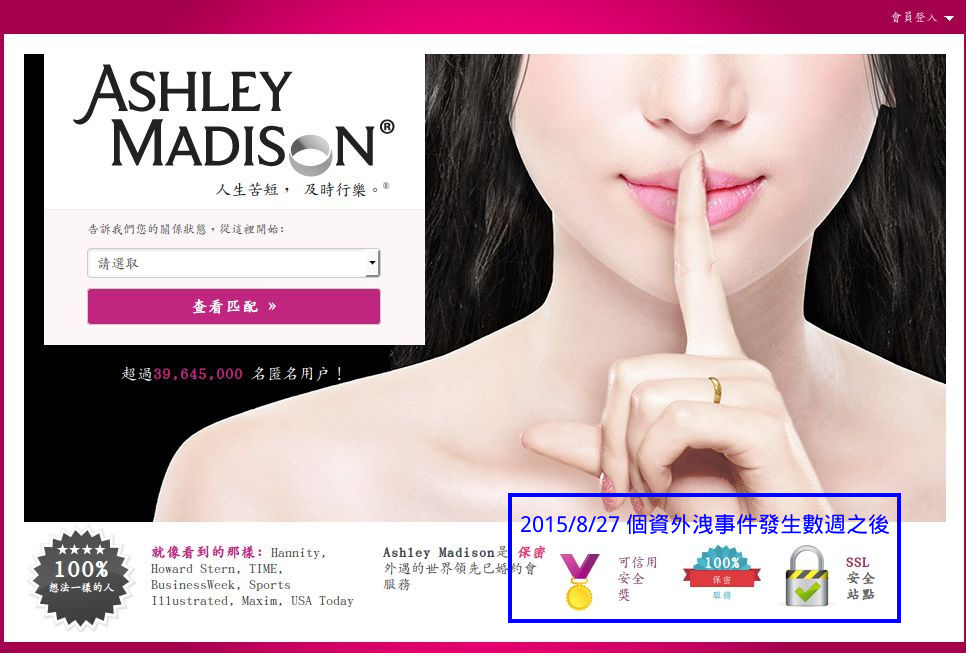 會員登入
ASHLEY
MADISON®
人生苦短， 及時行樂。®
告訴我們您的關係狀態，從這裡開始:
請選取
查看匹配 »
超過39,645,000 名匿名用户！
2015/8/27 個資外洩事件發生數週之後
★★★★
100%
想法一樣的人
就像看到的那樣: Hannity,
Howard Stern, TIME,
BusinessWeek, Sports
Illustrated, Maxim, USA Today
Ashley Madison是 保密
外遇的世界領先已婚約會
服務
可信用
安全
獎
100%
保密
服務
SSL
安全
站點